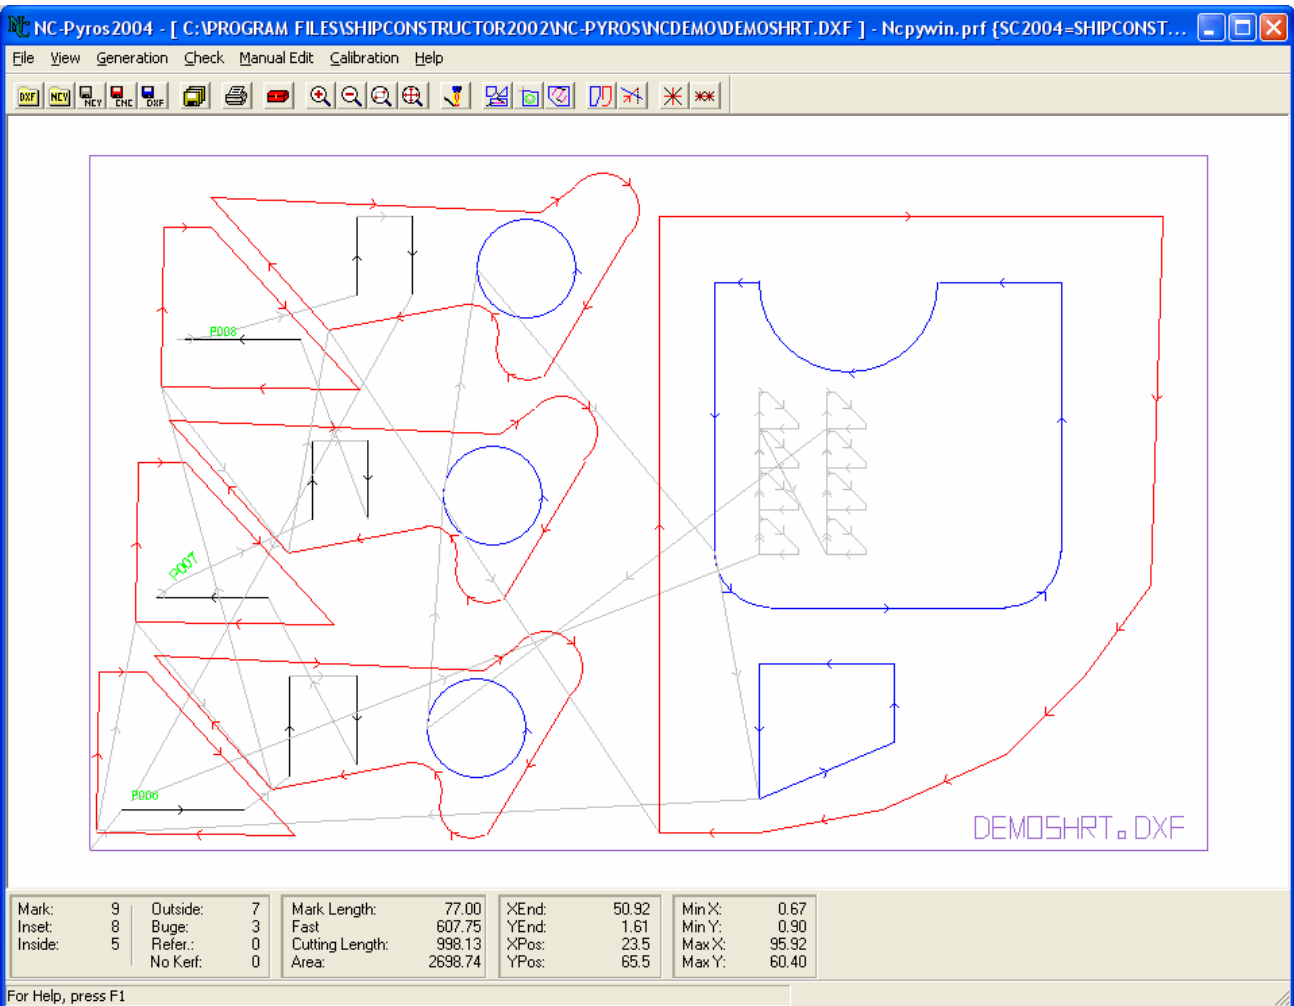 NC-Pyros2004 - [ C:\PROGRAM FILES\SHIPCONSTRUCTOR2002\NC-PYROS\NCDEMO\DEMOSHRT.DXF ] - Ncpywin.prf {SC2004=SHIPCONST...
File View Generation Check Manual Edit Calibration Help
DXF NCY NCY ENC DXF
P008
P007
P006
DEMOSHRT.DXF
Mark: 9 Outside: 7 Mark Length: 77.00 XEnd: 50.92 Min X: 0.67
Inset: 8 Buge: 3 Fast 607.75 YEnd: 1.61 Min Y: 0.90
Inside: 5 Refer.: 0 Cutting Length: 998.13 XPos: 23.5 Max X: 95.92
No Kerf: 0 Area: 2698.74 YPos: 65.5 Max Y: 60.40
For Help, press F1